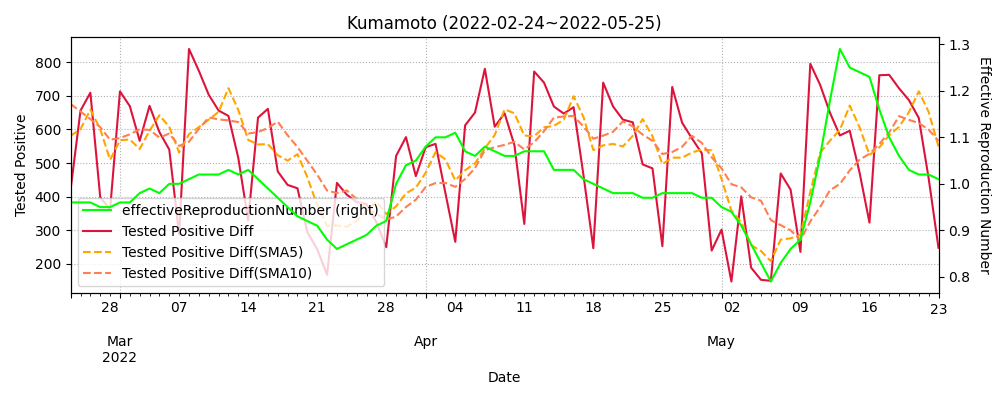 Kumamoto (2022-02-24~2022-05-25)
Tested Positive
800
700
600
500
400
300
200
1.3
1.2
1.1
1.0
0.9
0.8
Effective Reproduction Number
effectiveReproductionNumber (right)
Tested Positive Diff
Tested Positive Diff(SMA5)
Tested Positive Diff(SMA10)
28 07 14 21 28 04 11 18 25 02 09 16 23
Mar Apr May
2022
Date